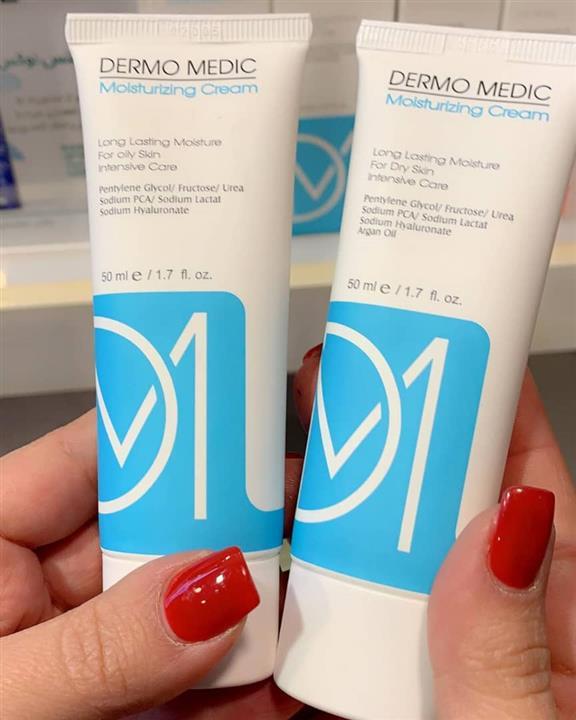 DERMO MEDIC
Moisturizing Cream
Long Lasting Moisture
For oily Skin
Intensive Care
Pentylene Glycol/ Fructose/ Urea
Sodium PCA/ Sodium Lactat
Sodium Hyaluronate
50 ml e / 1.7 fl. oz.
DERMO MEDIC
Moisturizing Cream
Long Lasting Moisture
For Dry Skin
Intensive Care
Pentylene Glycol/ Fructose/ Urea
Sodium PCA/ Sodium Lactat
Sodium Hyaluronate
Argan Oil
50 ml e / 1.7 fl. oz.